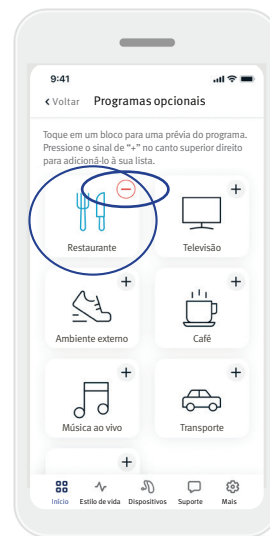 9:41
Voltar Programas opcionais
Toque em um bloco para uma prévia do programa.
Pressione o sinal de “+” no canto superior direito
para adicioná-lo à sua lista.
Restaurante Televisão
Ambiente externo Café
Música ao vivo Transporte
Início Estilo de vida Dispositivos Suporte Mais